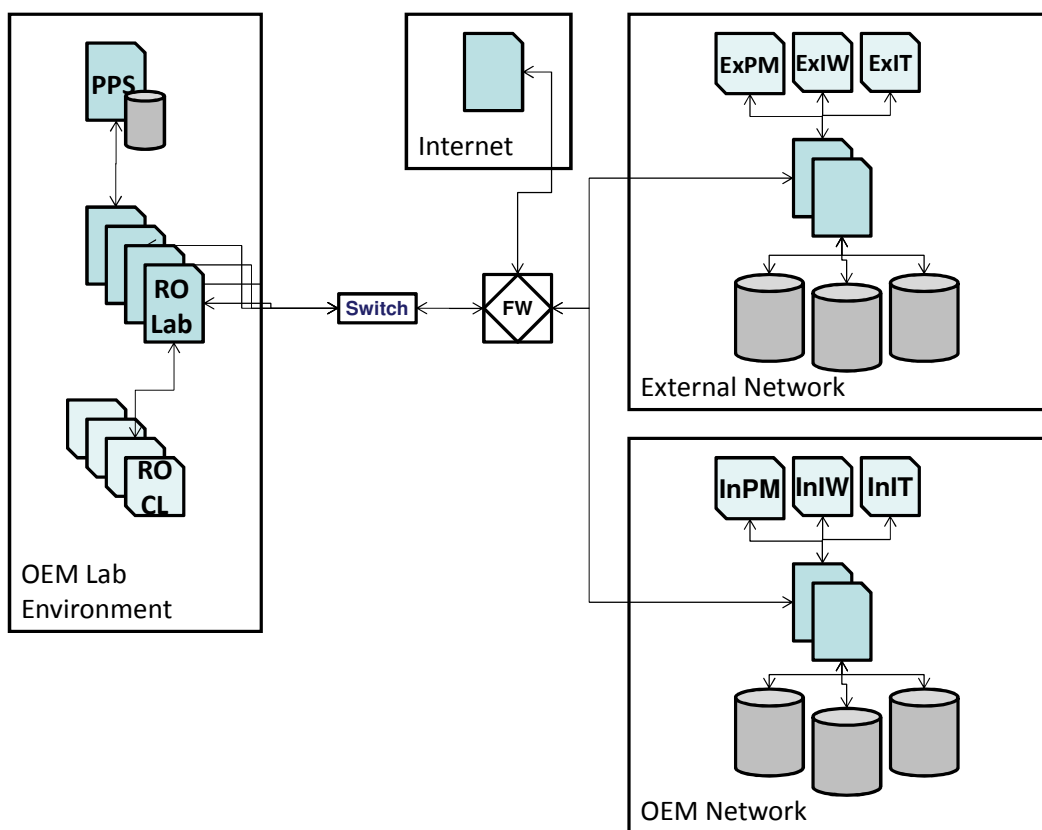 PPS
RO
Lab
RO
CL
OEM Lab
Environment
Internet
Switch
FW
ExPM
ExIW
ExIT
External Network
InPM
InIW
InIT
OEM Network